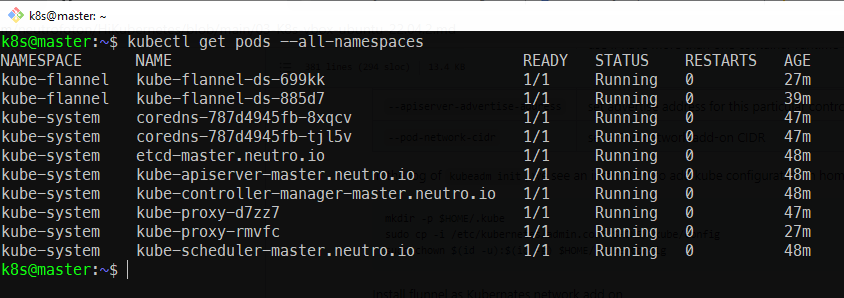 k8s@master: ~
k8s@master:~$ kubectl get pods --all-namespaces
NAMESPACE NAME READY STATUS RESTARTS AGE
kube-flannel kube-flannel-ds-699kk 1/1 Running 0 27m
kube-flannel kube-flannel-ds-885d7 1/1 Running 0 39m
kube-system coredns-787d4945fb-8xqcv 1/1 Running 0 47m
kube-system coredns-787d4945fb-tjl5v 1/1 Running 0 47m
kube-system etcd-master.neutro.io 1/1 Running 0 48m
kube-system kube-apiserver-master.neutro.io 1/1 Running 0 48m
kube-system kube-controller-manager-master.neutro.io 1/1 Running 0 48m
kube-system kube-proxy-d7zz7 1/1 Running 0 47m
kube-system kube-proxy-rmvfc 1/1 Running 0 27m
kube-system kube-scheduler-master.neutro.io 1/1 Running 0 48m
k8s@master:~$